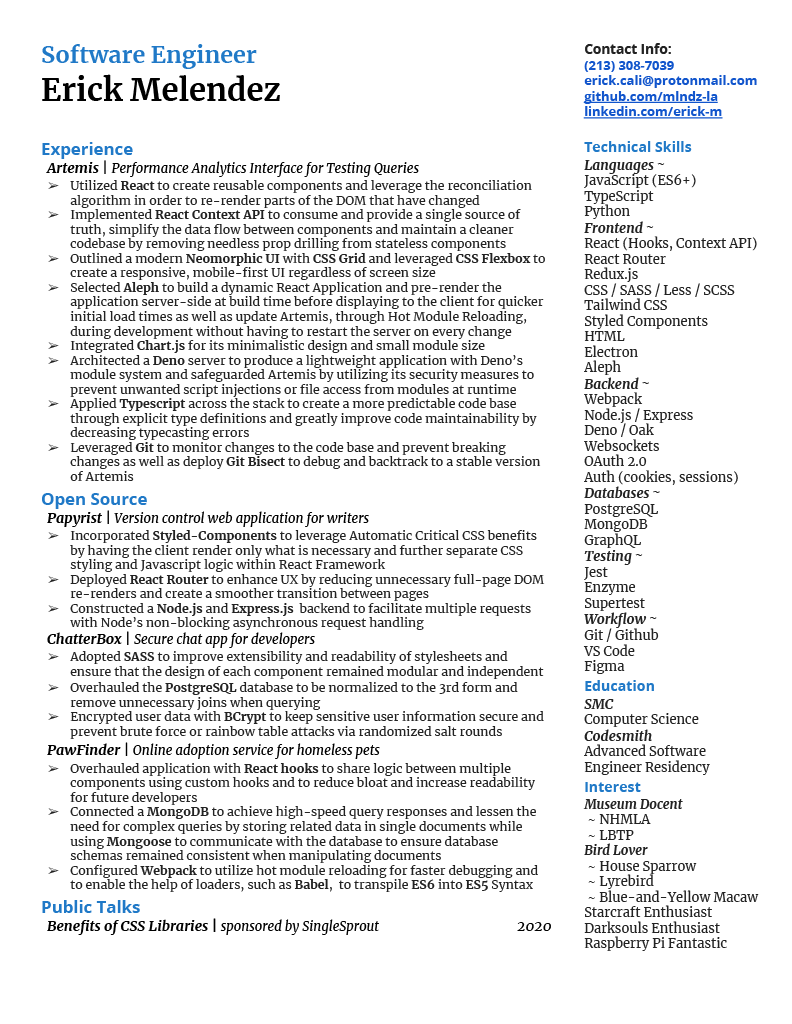 Software Engineer
Erick Melendez
Experience
Artemis | Performance Analytics Interface for Testing Queries
➢ Utilized React to create reusable components and leverage the reconciliation
algorithm in order to re-render parts of the DOM that have changed
➢ Implemented React Context API to consume and provide a single source of
truth, simplify the data flow between components and maintain a cleaner
codebase by removing needless prop drilling from stateless components
➢ Outlined a modern Neomorphic UI with CSS Grid and leveraged CSS Flexbox to
create a responsive, mobile-first UI regardless of screen size
➢ Selected Aleph to build a dynamic React Application and pre-render the
application server-side at build time before displaying to the client for quicker
initial load times as well as update Artemis, through Hot Module Reloading,
during development without having to restart the server on every change
➢ Integrated Chart.js for its minimalistic design and small module size
➢ Architected a Deno server to produce a lightweight application with Deno’s
module system and safeguarded Artemis by utilizing its security measures to
prevent unwanted script injections or file access from modules at runtime
➢ Applied Typescript across the stack to create a more predictable code base
through explicit type definitions and greatly improve code maintainability by
decreasing typecasting errors
➢ Leveraged Git to monitor changes to the code base and prevent breaking
changes as well as deploy Git Bisect to debug and backtrack to a stable version
of Artemis
Open Source
Papyrist | Version control web application for writers
➢ Incorporated Styled-Components to leverage Automatic Critical CSS benefits
by having the client render only what is necessary and further separate CSS
styling and Javascript logic within React Framework
➢ Deployed React Router to enhance UX by reducing unnecessary full-page DOM
re-renders and create a smoother transition between pages
➢ Constructed a Node.js and Express.js backend to facilitate multiple requests
with Node’s non-blocking asynchronous request handling
ChatterBox | Secure chat app for developers
➢ Adopted SASS to improve extensibility and readability of stylesheets and
ensure that the design of each component remained modular and independent
➢ Overhauled the PostgreSQL database to be normalized to the 3rd form and
remove unnecessary joins when querying
➢ Encrypted user data with BCrypt to keep sensitive user information secure and
prevent brute force or rainbow table attacks via randomized salt rounds
PawFinder | Online adoption service for homeless pets
➢ Overhauled application with React hooks to share logic between multiple
components using custom hooks and to reduce bloat and increase readability
for future developers
➢ Connected a MongoDB to achieve high-speed query responses and lessen the
need for complex queries by storing related data in single documents while
using Mongoose to communicate with the database to ensure database
schemas remained consistent when manipulating documents
➢ Configured Webpack to utilize hot module reloading for faster debugging and
to enable the help of loaders, such as Babel, to transpile ES6 into ES5 Syntax
Public Talks
Benefits of CSS Libraries | sponsored by SingleSprout 2020
Contact Info:
(213) 308-7039
erick.cali@protonmail.com
github.com/mlndz-la
linkedin.com/erick-m
Technical Skills
Languages ~
JavaScript (ES6+)
TypeScript
Python
Frontend ~
React (Hooks, Context API)
React Router
Redux.js
CSS / SASS / Less / SCSS
Tailwind CSS
Styled Components
HTML
Electron
Aleph
Backend ~
Webpack
Node.js / Express
Deno / Oak
Websockets
OAuth 2.0
Auth (cookies, sessions)
Databases ~
PostgreSQL
MongoDB
GraphQL
Testing ~
Jest
Enzyme
Supertest
Workflow ~
Git / Github
VS Code
Figma
Education
SMC
Computer Science
Codesmith
Advanced Software
Engineer Residency
Interest
Museum Docent
~ NHMLA
~ LBTP
Bird Lover
~ House Sparrow
~ Lyrebird
~ Blue-and-Yellow Macaw
Starcraft Enthusiast
Darksouls Enthusiast
Raspberry Pi Fantastic